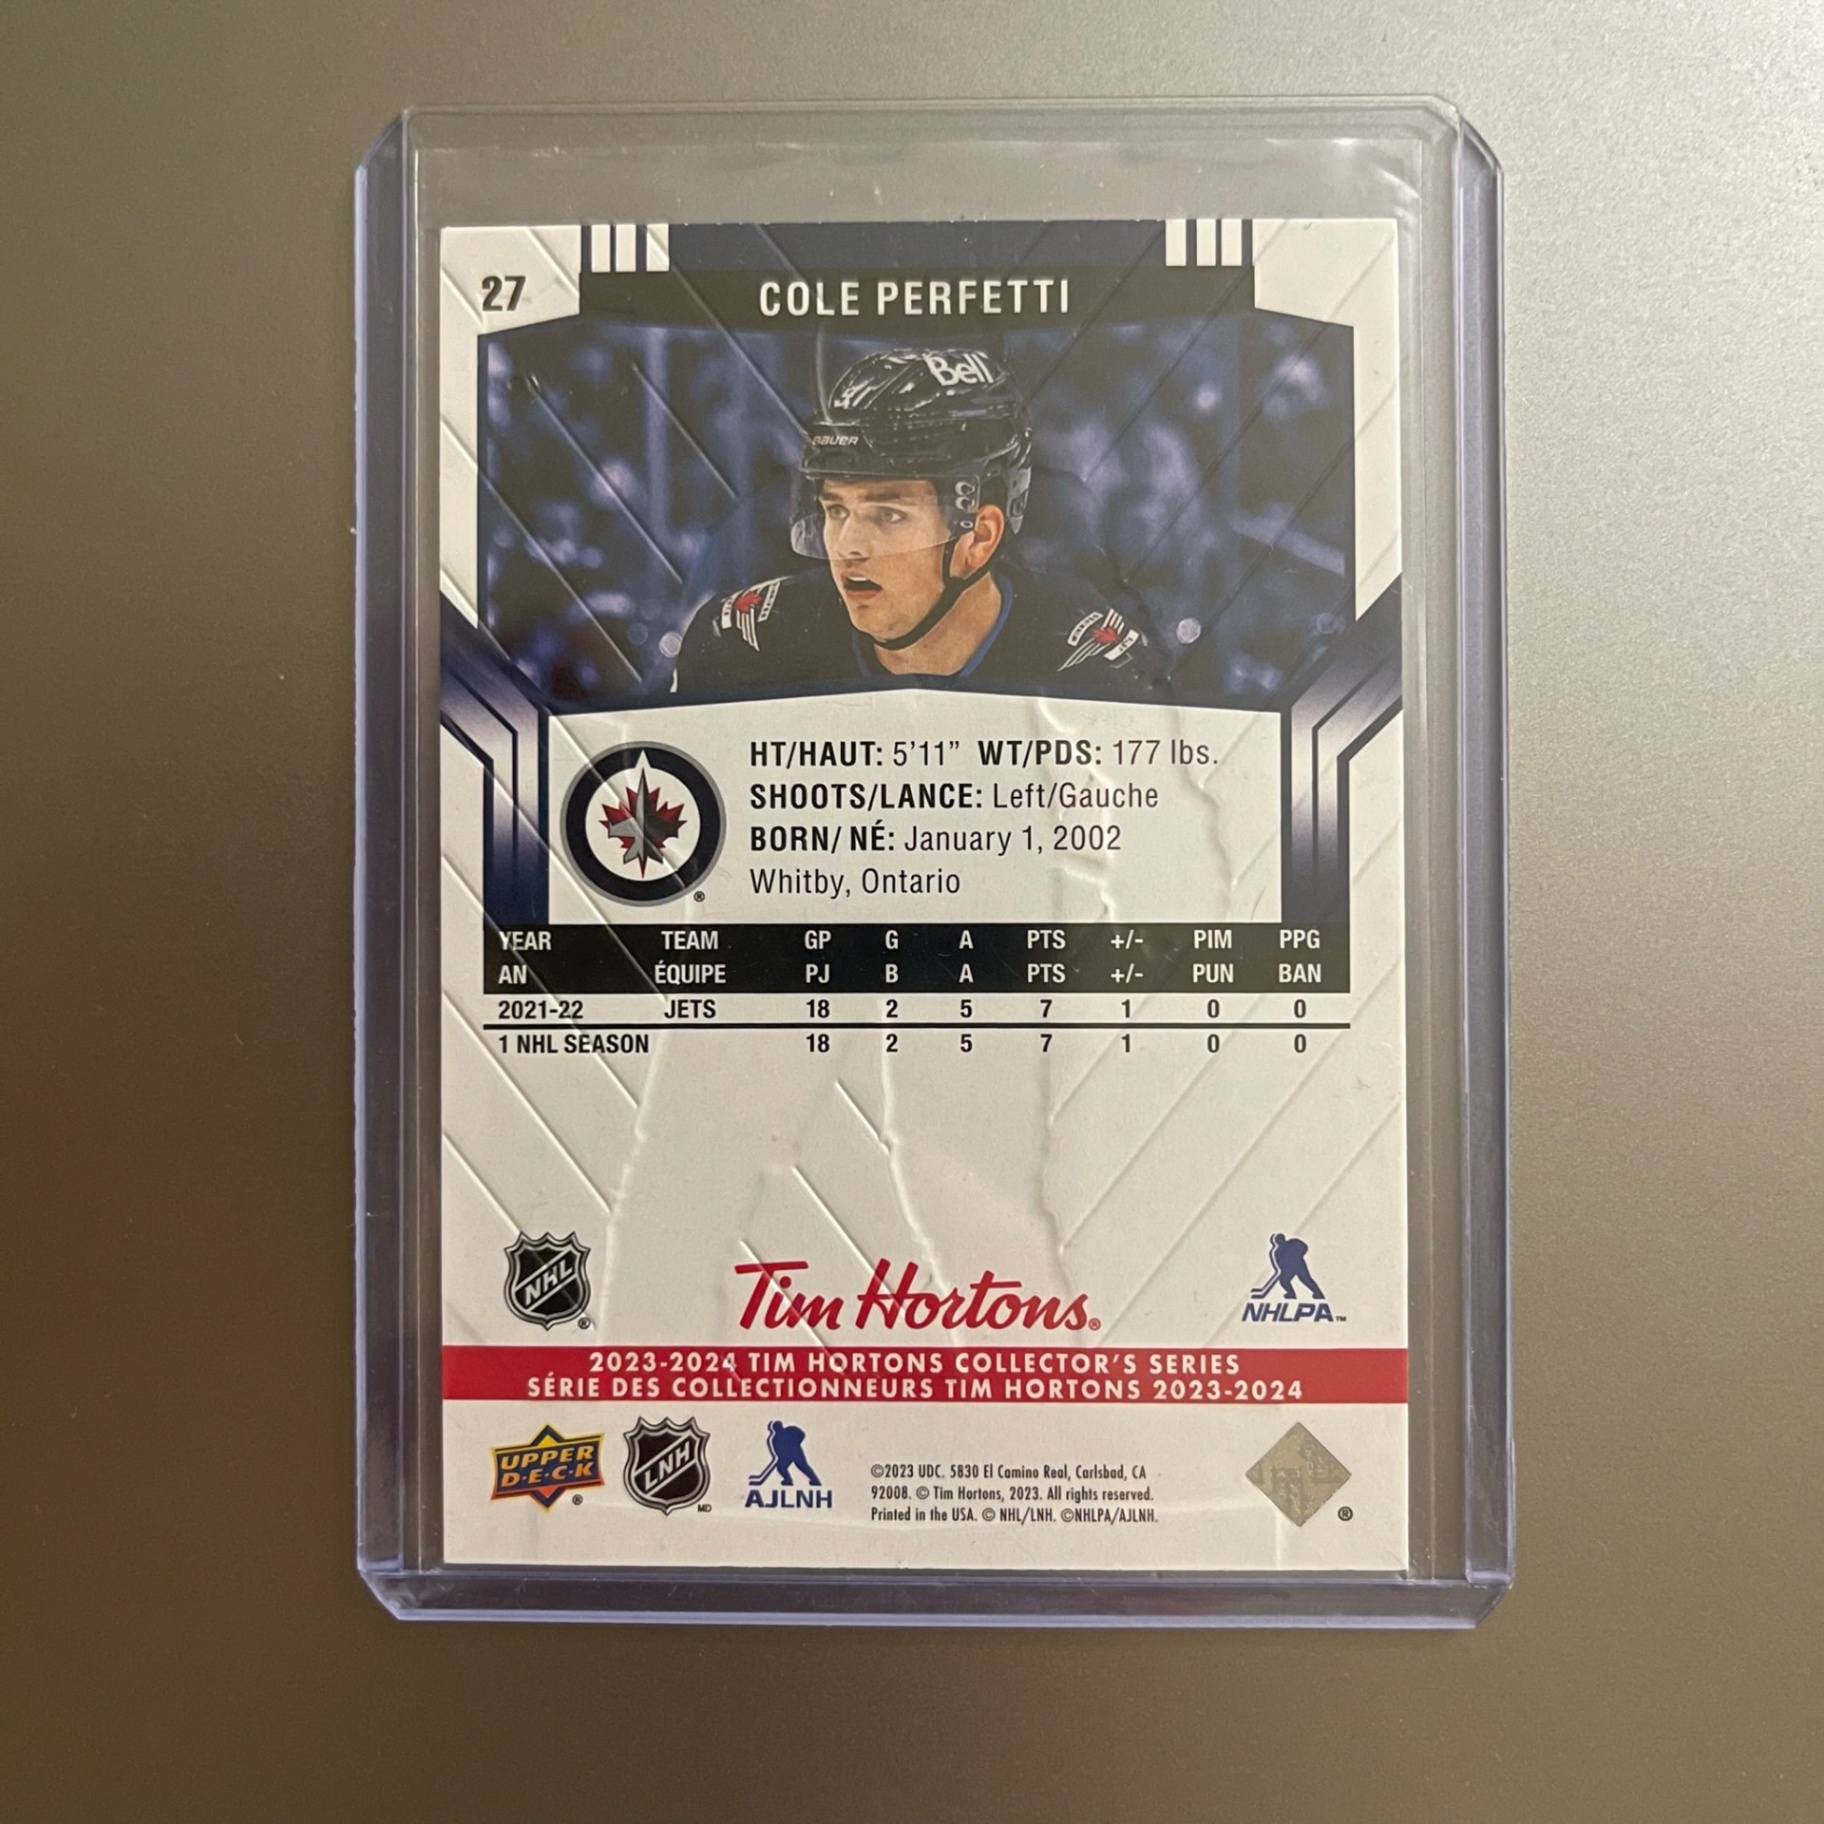 27
COLE PERFETTI
Bell
BAUER
HT/HAUT: 5'11” WT/PDS: 177 lbs.
SHOOTS/LANCE: Left/Gauche
BORN/ NÉ: January 1, 2002
Whitby, Ontario
®
YEAR TEAM GP G A PTS +/- PIM PPG
AN ÉQUIPE PJ B A PTS +/- PUN BAN
2021-22 JETS 18 2 5 7 1 0 0
1 NHL SEASON 18 2 5 7 1 0 0
NHL ®
Tim Hortons®
NHLPA™
2023-2024 TIM HORTONS COLLECTOR'S SERIES
SÉRIE DES COLLECTIONNEURS TIM HORTONS 2023-2024
UPPER
D·E·C·K ®
LNH MD
AJLNH
©2023 UDC. 5830 El Camino Real, Carlsbad, CA
92008. © Tim Hortons, 2023. All rights reserved.
Printed in the USA. © NHL/LNH. ©NHLPA/AJLNH.
®